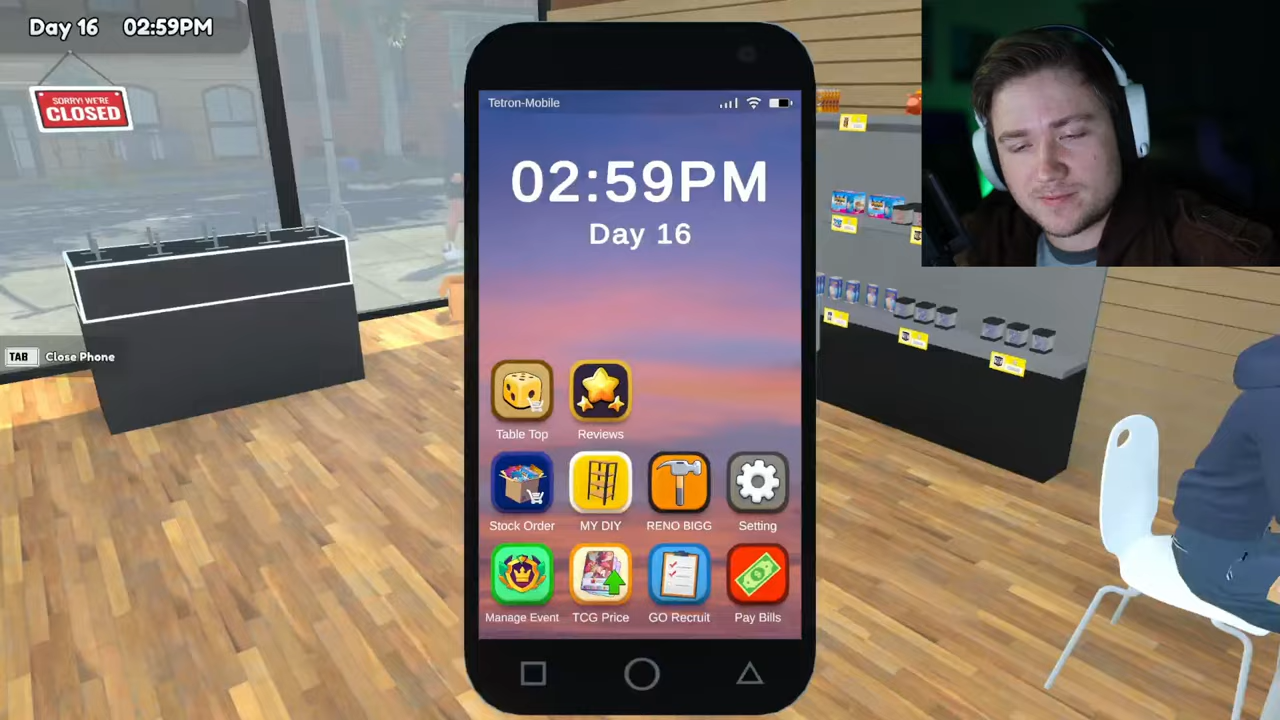 Day 16 02:59PM
SORRY! WE'RE
CLOSED
TAB Close Phone
Tetron-Mobile
02:59PM
Day 16
Table Top Reviews
Stock Order MY DIY RENO BIGG Setting
Manage Event TCG Price GO Recruit Pay Bills